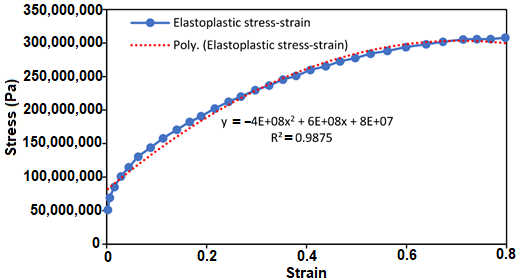 350,000,000
300,000,000
250,000,000
200,000,000
150,000,000
100,000,000
50,000,000
0
Stress (Pa)
Elastoplastic stress-strain
Poly. (Elastoplastic stress-strain)
y = −4E+08x² + 6E+08x + 8E+07
R² = 0.9875
0 0.2 0.4 0.6 0.8
Strain